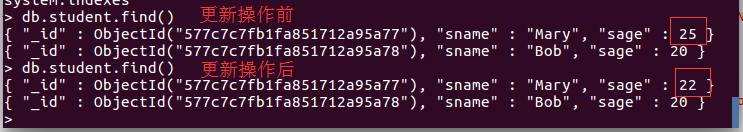 system.indexes
> db.student.find() 更新操作前
{ "_id" : ObjectId("577c7c7fb1fa851712a95a77"), "sname" : "Mary", "sage" : 25 }
{ "_id" : ObjectId("577c7c7fb1fa851712a95a78"), "sname" : "Bob", "sage" : 20 }
> db.student.find() 更新操作后
{ "_id" : ObjectId("577c7c7fb1fa851712a95a77"), "sname" : "Mary", "sage" : 22 }
{ "_id" : ObjectId("577c7c7fb1fa851712a95a78"), "sname" : "Bob", "sage" : 20 }
>